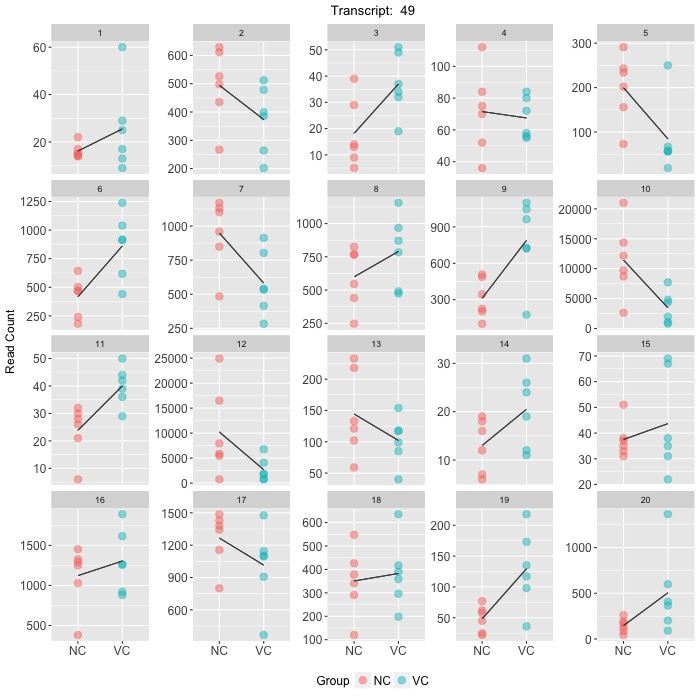 Transcript: 49
1 2 3 4 5
60 40 20
600 500 400 300 200
50 40 30 20 10
100 80 60 40
300 200 100
6 7 8 9 10
1250 1000 750 500 250
1000 750 500 250
1000 750 500 250
900 600 300
20000 15000 10000 5000 0
Read Count
11 12 13 14 15
50 40 30 20 10
25000 20000 15000 10000 5000 0
200 150 100 50
30 20 10
70 60 50 40 30 20
16 17 18 19 20
1500 1000 500
1500 1200 900 600
600 500 400 300 200 100
200 150 100 50
1000 500 0
NC VC NC VC NC VC NC VC NC VC
Group NC VC